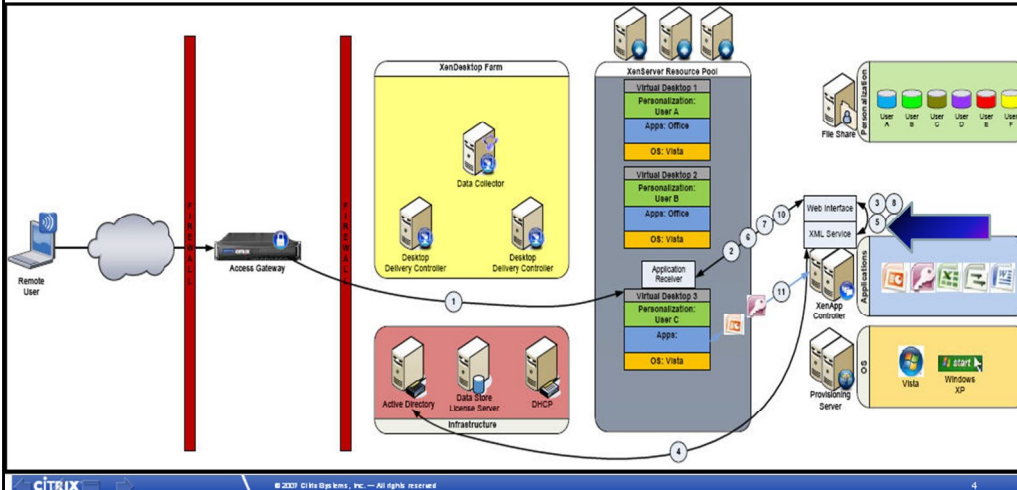 XenDesktop Farm
Data Collector
Desktop
Delivery Controller
Desktop
Delivery Controller
XenServer Resource Pool
Virtual Desktop 1
Personalization:
User A
Apps: Office
OS: Vista
Virtual Desktop 2
Personalization:
User B
Apps: Office
OS: Vista
Application
Receiver
Virtual Desktop 3
Personalization:
User C
Apps:
OS: Vista
File Share
Personalization
User
A
User
B
User
C
User
D
User
E
User
F
FIREWALL
FIREWALL
Remote
User
Access Gateway
1
2
6
7
10
Web Interface
XML Service
3
8
5
11
XenApp
Controller
Applications
Provisioning
Server
OS
Vista
start
Windows
XP
Active Directory
Data Store
License Server
DHCP
Infrastructure
4
CITRIX
© 2007 Citrix Systems, Inc. — All rights reserved
4